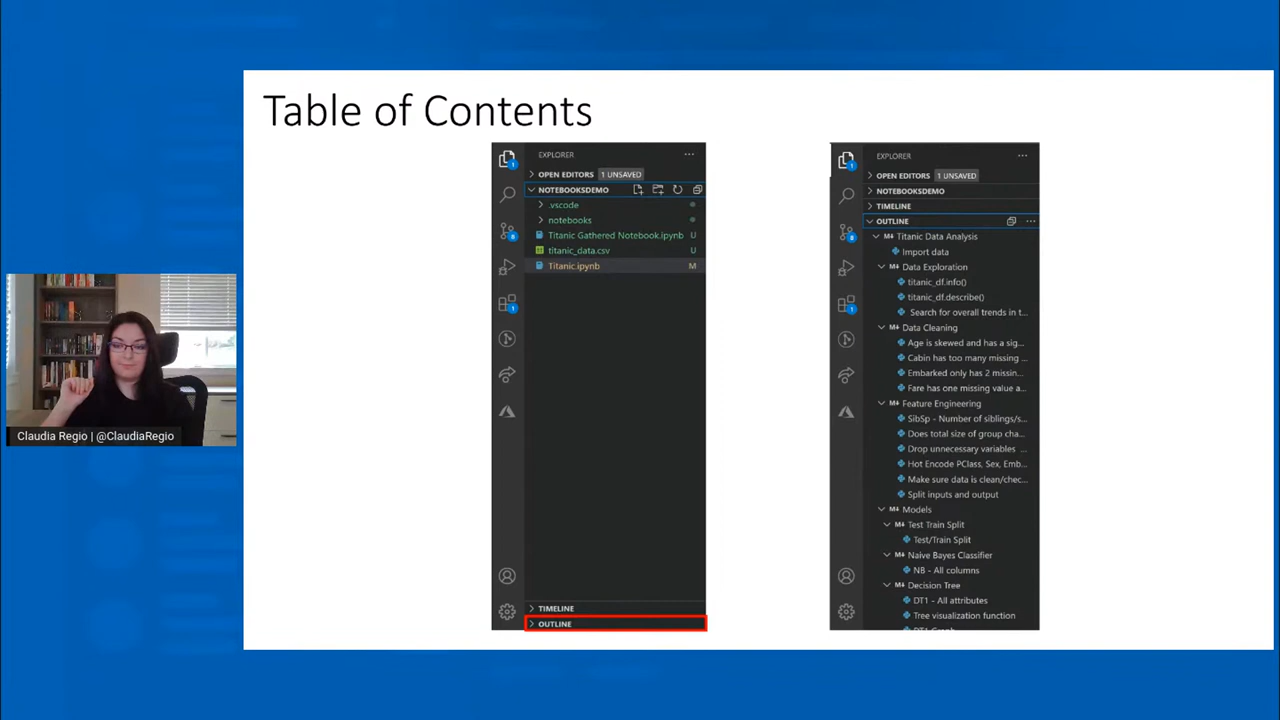 Table of Contents
EXPLORER ...
OPEN EDITORS 1 UNSAVED
NOTEBOOKSDEMO
.vscode
notebooks
Titanic Gathered Notebook.ipynb U
titanic_data.csv U
Titanic.ipynb M
TIMELINE
OUTLINE
EXPLORER ...
OPEN EDITORS 1 UNSAVED
NOTEBOOKSDEMO
TIMELINE
OUTLINE ...
M↓ Titanic Data Analysis
Import data
M↓ Data Exploration
titanic_df.info()
titanic_df.describe()
Search for overall trends in t...
M↓ Data Cleaning
Age is skewed and has a sig...
Cabin has too many missing ...
Embarked only has 2 missin...
Fare has one missing value a...
M↓ Feature Engineering
SibSp - Number of siblings/s...
Does total size of group cha...
Drop unnecessary variables ...
Hot Encode PClass, Sex, Emb...
Make sure data is clean/chec...
Split inputs and output
M↓ Models
M↓ Test Train Split
Test/Train Split
M↓ Naive Bayes Classifier
NB - All columns
M↓ Decision Tree
DT1 - All attributes
Tree visualization function
DT1 Graph
Claudia Regio | @ClaudiaRegio